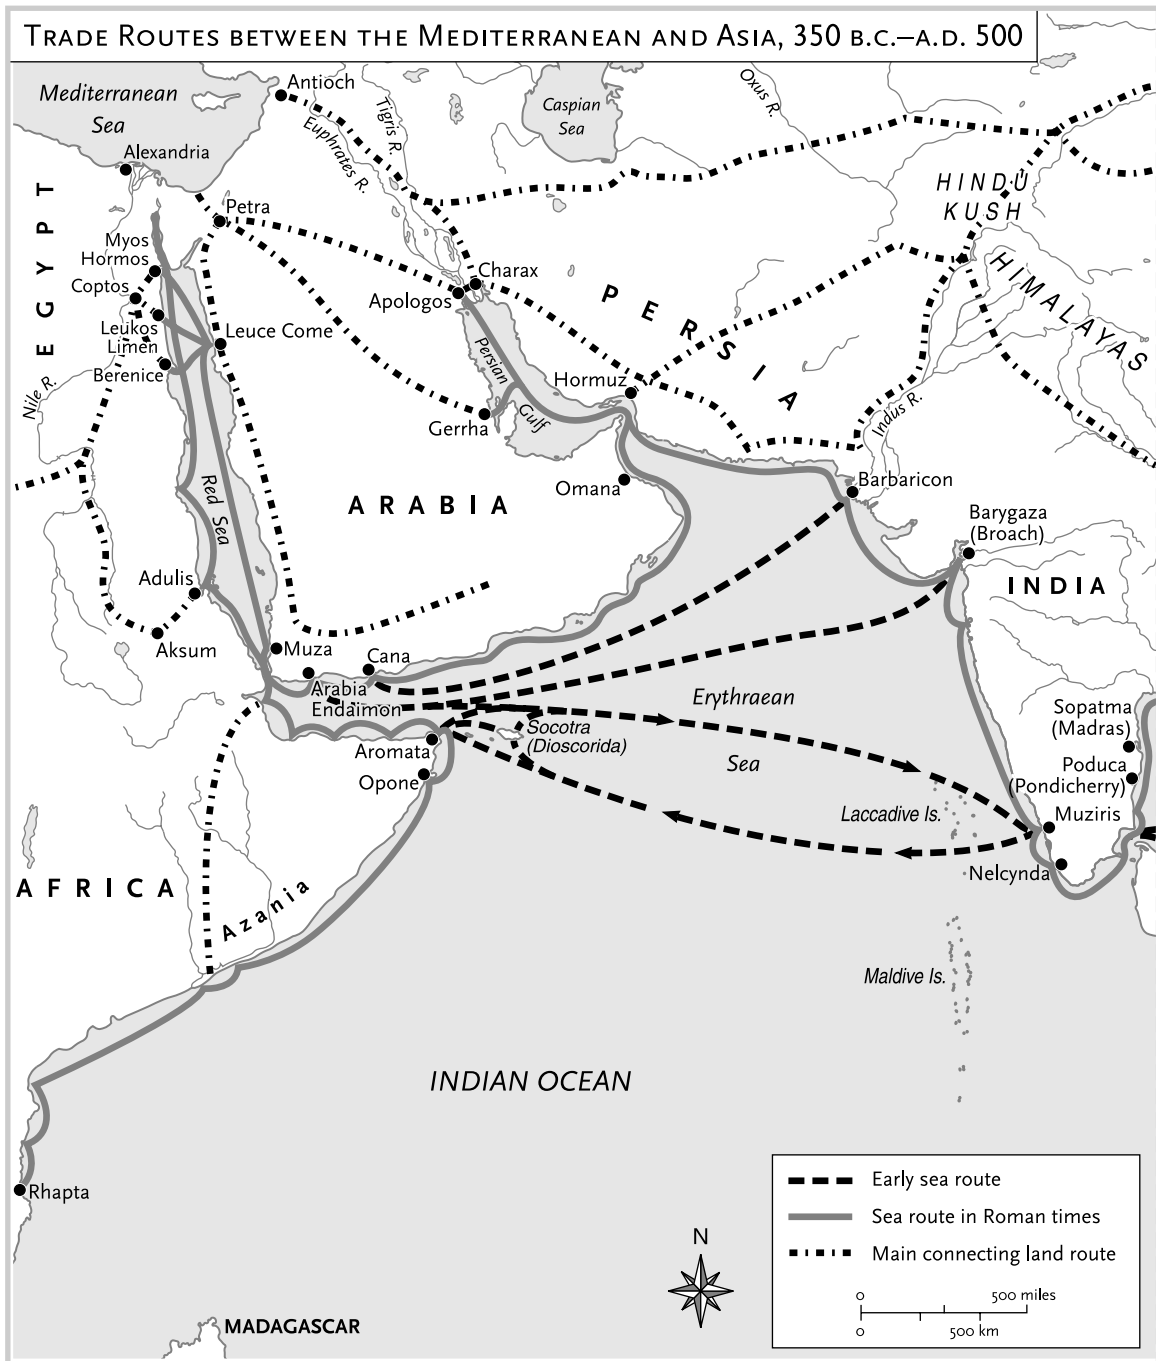 TRADE ROUTES BETWEEN THE MEDITERRANEAN AND ASIA, 350 B.C.–A.D. 500
Mediterranean
Sea
Antioch
Caspian
Sea
Oxus R.
Tigris R.
Euphrates R.
Alexandria
EGYPT
Petra
HINDU
KUSH
HIMALAYAS
Myos
Hormos
Coptos
Leukos
Limen
Berenice
Nile R.
Leuce Come
Charax
Apologos
PERSIA
Persian
Gulf
Hormuz
Gerrha
Indus R.
Red Sea
ARABIA
Omana
Barbaricon
Barygaza
(Broach)
INDIA
Adulis
Aksum
Muza
Cana
Arabia
Endaimon
Erythraean
Sea
Socotra
(Dioscorida)
Aromata
Opone
Sopatma
(Madras)
Poduca
(Pondicherry)
Laccadive Is.
Muziris
Nelcynda
AFRICA
Azania
Maldive Is.
INDIAN OCEAN
Rhapta
MADAGASCAR
N
Early sea route
Sea route in Roman times
Main connecting land route
0 500 miles
0 500 km